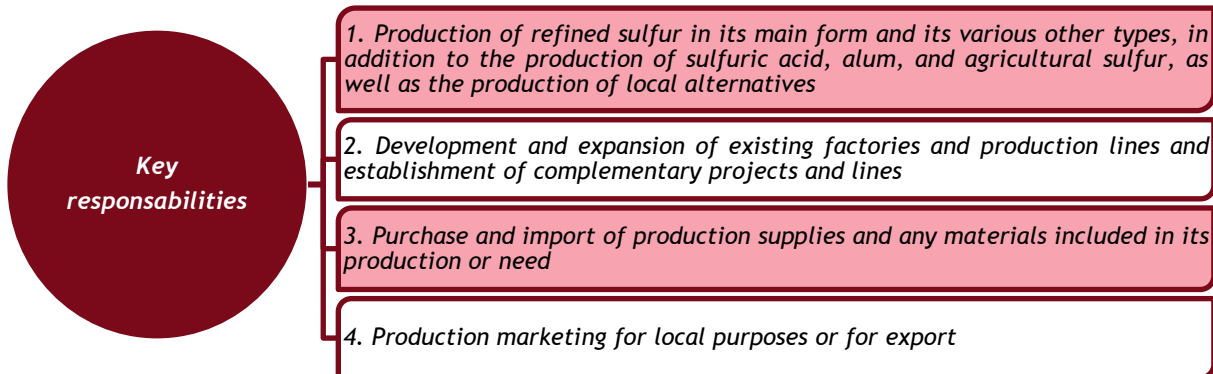 Key
responsabilities
1. Production of refined sulfur in its main form and its various other types, in
addition to the production of sulfuric acid, alum, and agricultural sulfur, as
well as the production of local alternatives
2. Development and expansion of existing factories and production lines and
establishment of complementary projects and lines
3. Purchase and import of production supplies and any materials included in its
production or need
4. Production marketing for local purposes or for export